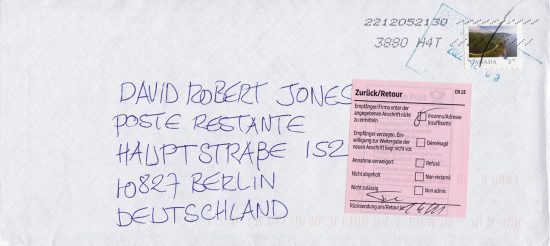 2212052130
3880 H4T
CANADA
DAVID ROBERT JONES
POSTE RESTANTE
HAUPTSTRAßE 152
10827 BERLIN
DEUTSCHLAND
Zurück/Retour
CN 15
Empfänger/Firma unter der
angegebenen Anschrift nicht
zu ermitteln
Inconnu/Adresse
insuffisante
Empfänger verzogen. Ein-
willigung zur Weitergabe der
neuen Anschrift liegt nicht vor.
Déménagé
Annahme verweigert
Refusé
Nicht abgeholt
Non réclamé
Nicht zulässig
Non admis
Rücksendung am/Retour le